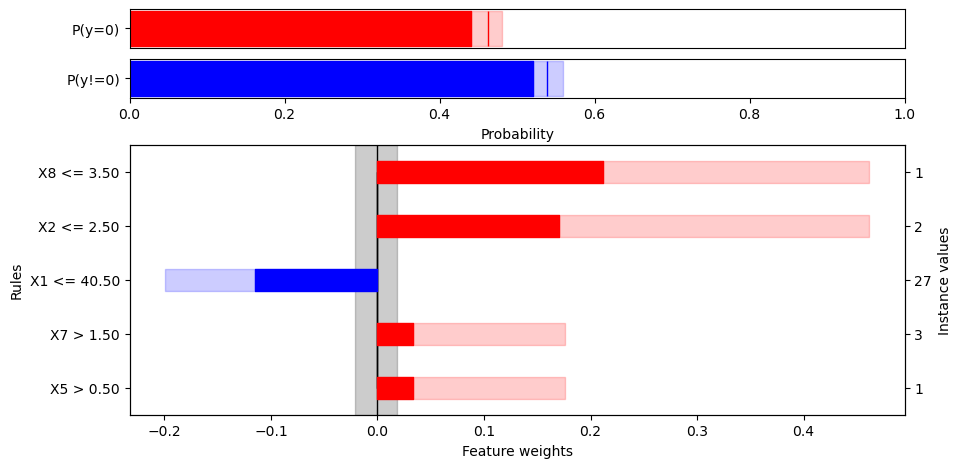 P(y=0)
P(y!=0)
0.0 0.2 0.4 0.6 0.8 1.0
Probability
X8 <= 3.50 1
X2 <= 2.50 2
X1 <= 40.50 27
X7 > 1.50 3
X5 > 0.50 1
Rules
Instance values
−0.2 −0.1 0.0 0.1 0.2 0.3 0.4
Feature weights